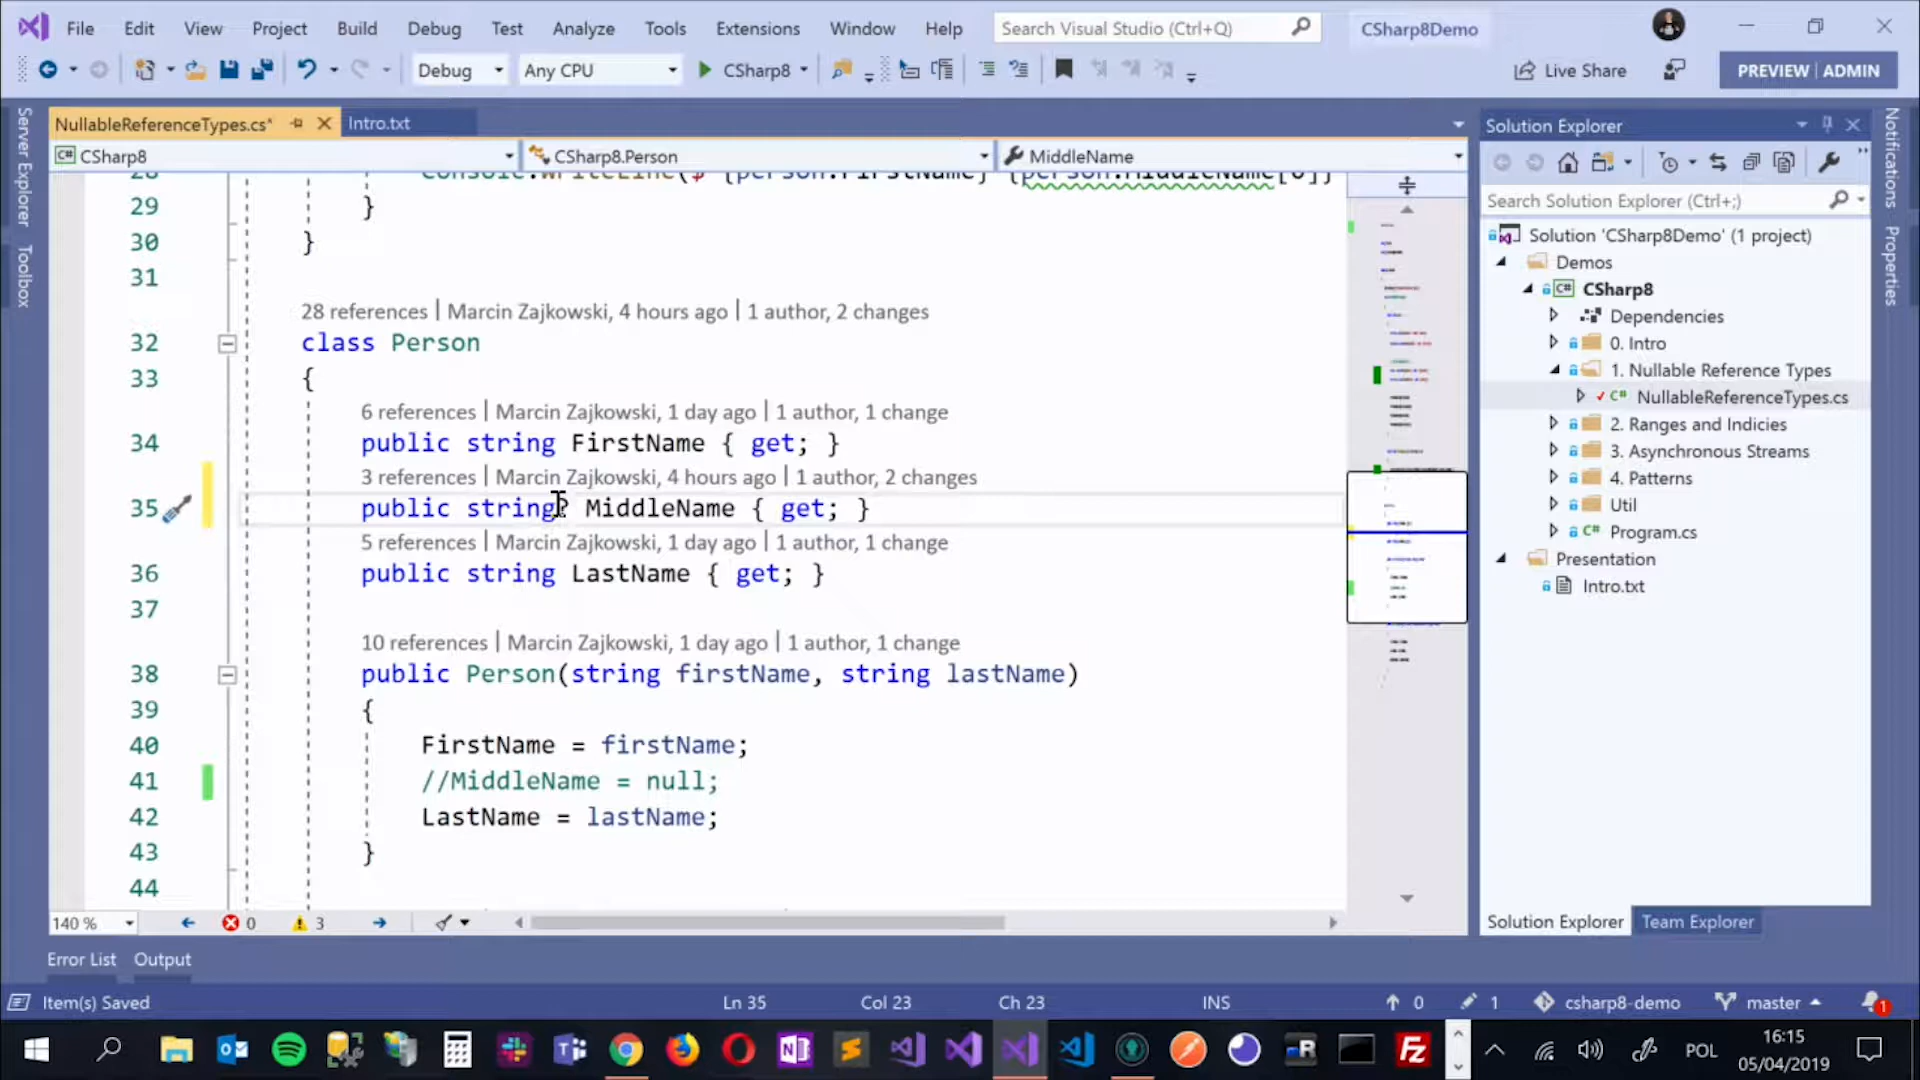 File Edit View Project Build Debug Test Analyze Tools Extensions Window Help Search Visual Studio (Ctrl+Q) CSharp8Demo
Debug Any CPU CSharp8 Live Share PREVIEW | ADMIN
Server Explorer
Toolbox
NullableReferenceTypes.cs* Intro.txt
C# CSharp8 CSharp8.Person MiddleName
28 Console.WriteLine($"{person.FirstName} {person.MiddleName[0]}
29 }
30 }
31
28 references | Marcin Zajkowski, 4 hours ago | 1 author, 2 changes
32 class Person
33 {
6 references | Marcin Zajkowski, 1 day ago | 1 author, 1 change
34 public string FirstName { get; }
3 references | Marcin Zajkowski, 4 hours ago | 1 author, 2 changes
35 public string? MiddleName { get; }
5 references | Marcin Zajkowski, 1 day ago | 1 author, 1 change
36 public string LastName { get; }
37
10 references | Marcin Zajkowski, 1 day ago | 1 author, 1 change
38 public Person(string firstName, string lastName)
39 {
40 FirstName = firstName;
41 //MiddleName = null;
42 LastName = lastName;
43 }
44
140 % 0 3
Solution Explorer
Search Solution Explorer (Ctrl+;)
Solution 'CSharp8Demo' (1 project)
Demos
C# CSharp8
Dependencies
0. Intro
1. Nullable Reference Types
C# NullableReferenceTypes.cs
2. Ranges and Indicies
3. Asynchronous Streams
4. Patterns
Util
C# Program.cs
Presentation
Intro.txt
Solution Explorer Team Explorer
Notifications
Properties
Error List Output
Item(s) Saved Ln 35 Col 23 Ch 23 INS 0 1 csharp8-demo master 1
POL 16:15
05/04/2019